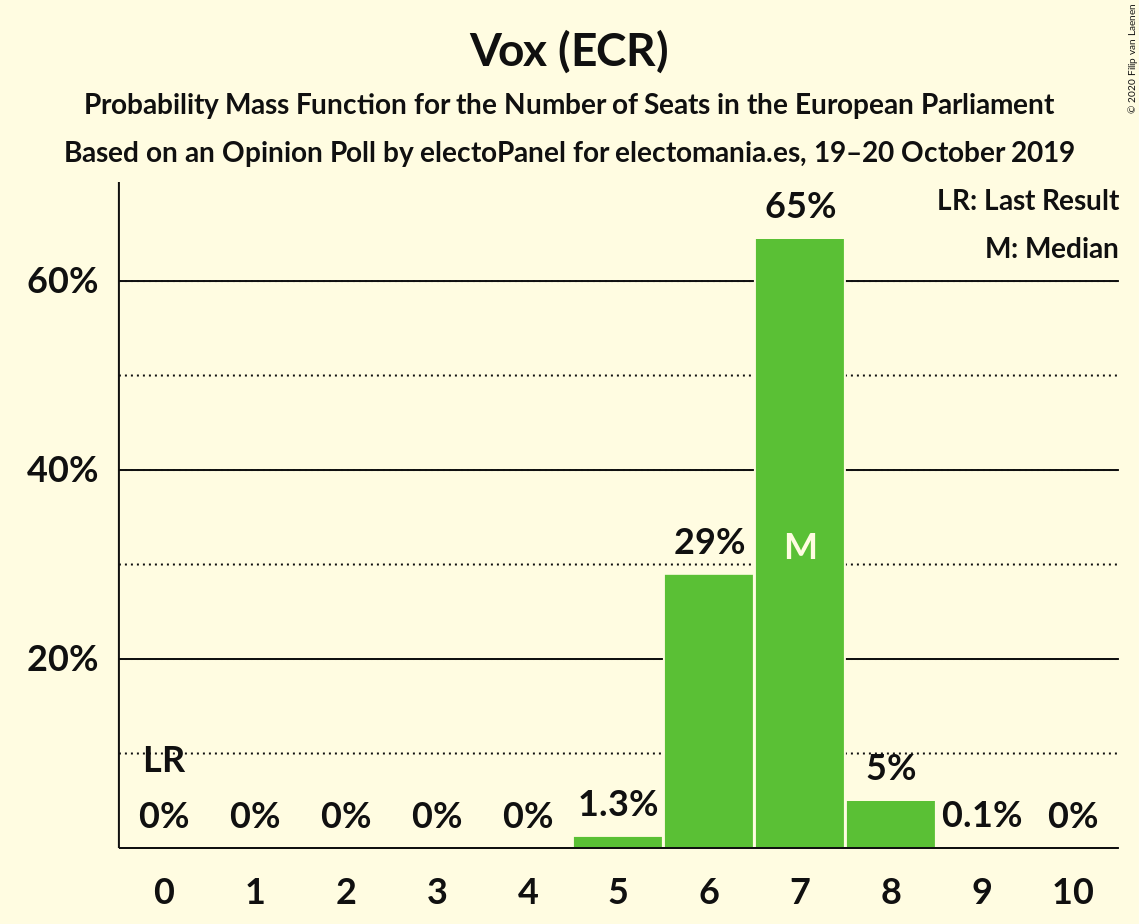 © 2020 Filip van Laenen
Vox (ECR)
Probability Mass Function for the Number of Seats in the European Parliament
Based on an Opinion Poll by electoPanel for electomania.es, 19–20 October 2019
LR: Last Result
M: Median
60%
40%
20%
LR
0% 0% 0% 0% 0% 1.3% 29% 65% 5% 0.1% 0%
M
0 1 2 3 4 5 6 7 8 9 10